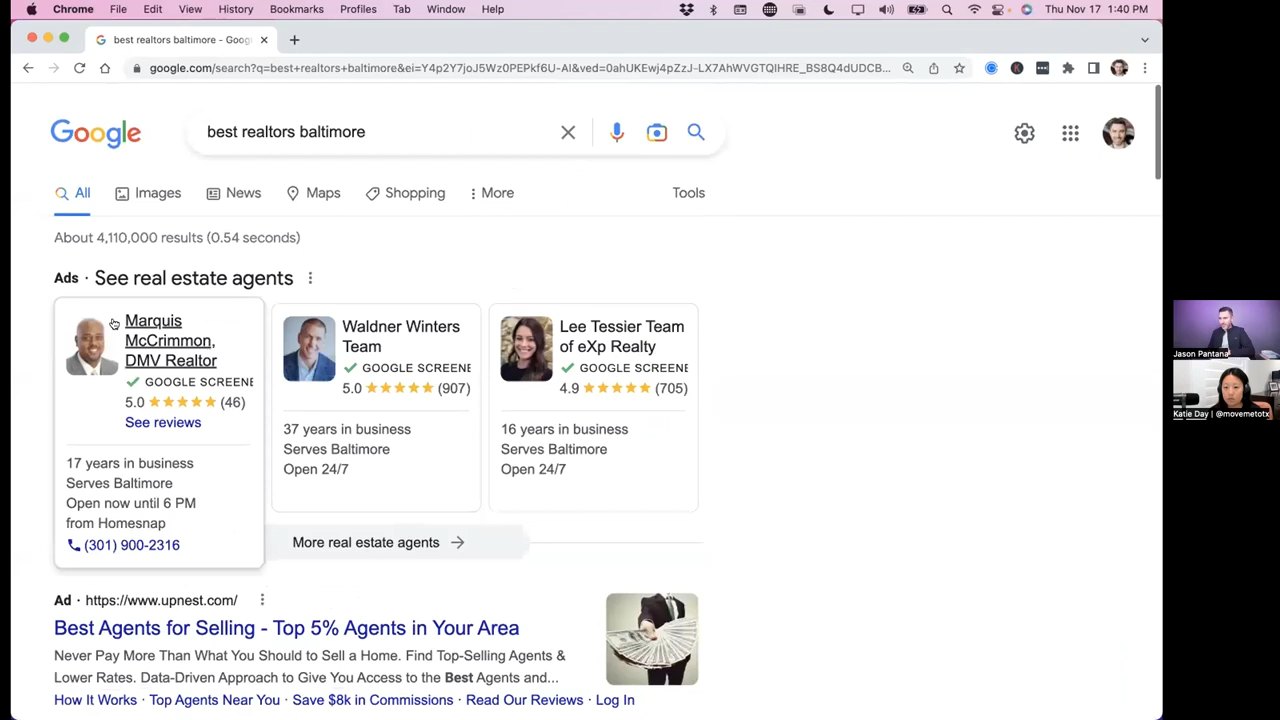 Chrome File Edit View History Bookmarks Profiles Tab Window Help Thu Nov 17 1:40 PM
best realtors baltimore - Goog
google.com/search?q=best+realtors+baltimore&ei=Y4p2Y7joJ5Wz0PEPkf6U-AI&ved=0ahUKEwj4pZzJ-LX7AhWVGTQIHRE_BS8Q4dUDCB...
Google
best realtors baltimore
All Images News Maps Shopping More Tools
About 4,110,000 results (0.54 seconds)
Ads · See real estate agents
Marquis
McCrimmon,
DMV Realtor
GOOGLE SCREENE
5.0 (46)
See reviews
17 years in business
Serves Baltimore
Open now until 6 PM
from Homesnap
(301) 900-2316
Waldner Winters
Team
GOOGLE SCREENE
5.0 (907)
37 years in business
Serves Baltimore
Open 24/7
Lee Tessier Team
of eXp Realty
GOOGLE SCREENE
4.9 (705)
16 years in business
Serves Baltimore
Open 24/7
More real estate agents
Ad · https://www.upnest.com/
Best Agents for Selling - Top 5% Agents in Your Area
Never Pay More Than What You Should to Sell a Home. Find Top-Selling Agents &
Lower Rates. Data-Driven Approach to Give You Access to the Best Agents and...
How It Works · Top Agents Near You · Save $8k in Commissions · Read Our Reviews · Log In
Jason Pantana
Katie Day | @movemetotx